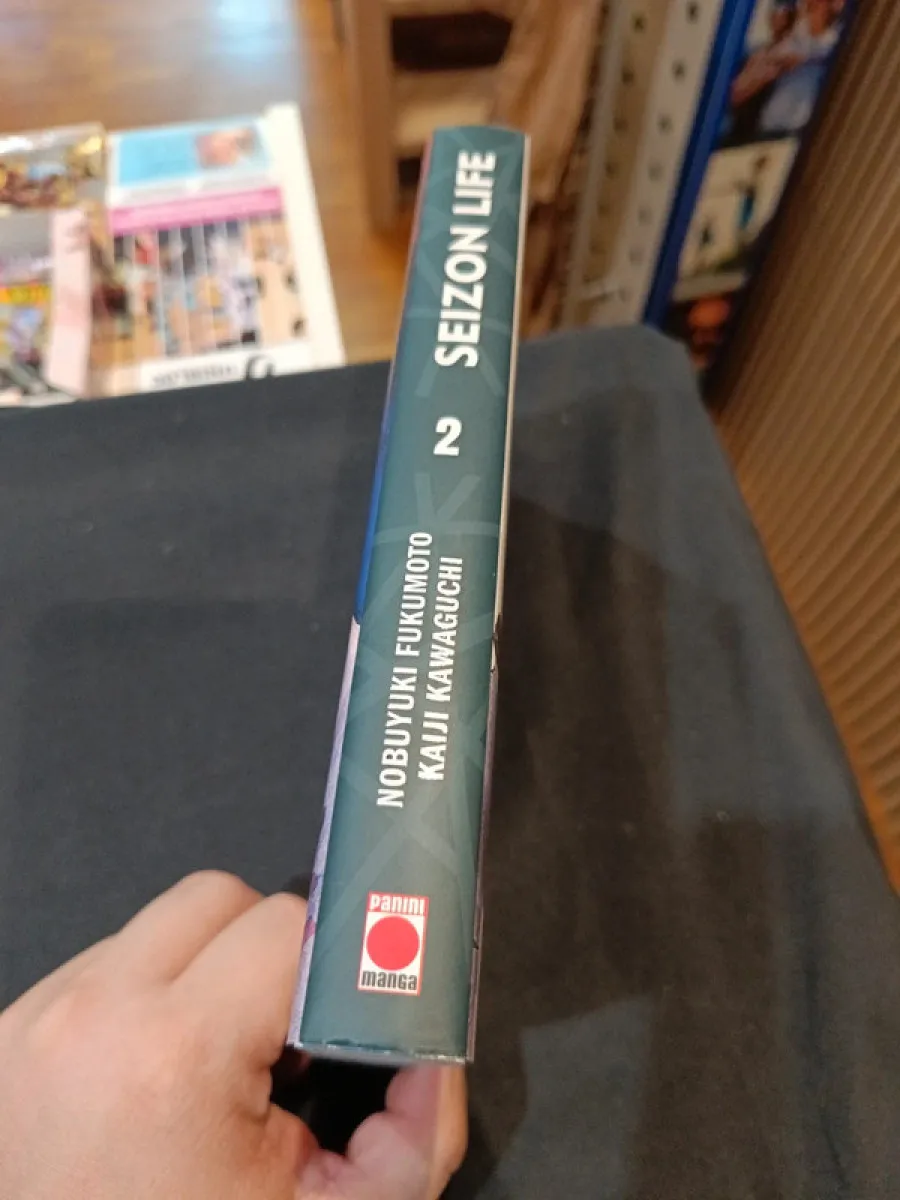 SEIZON LIFE
2
NOBUYUKI FUKUMOTO
KAIJI KAWAGUCHI
PANINI
manga